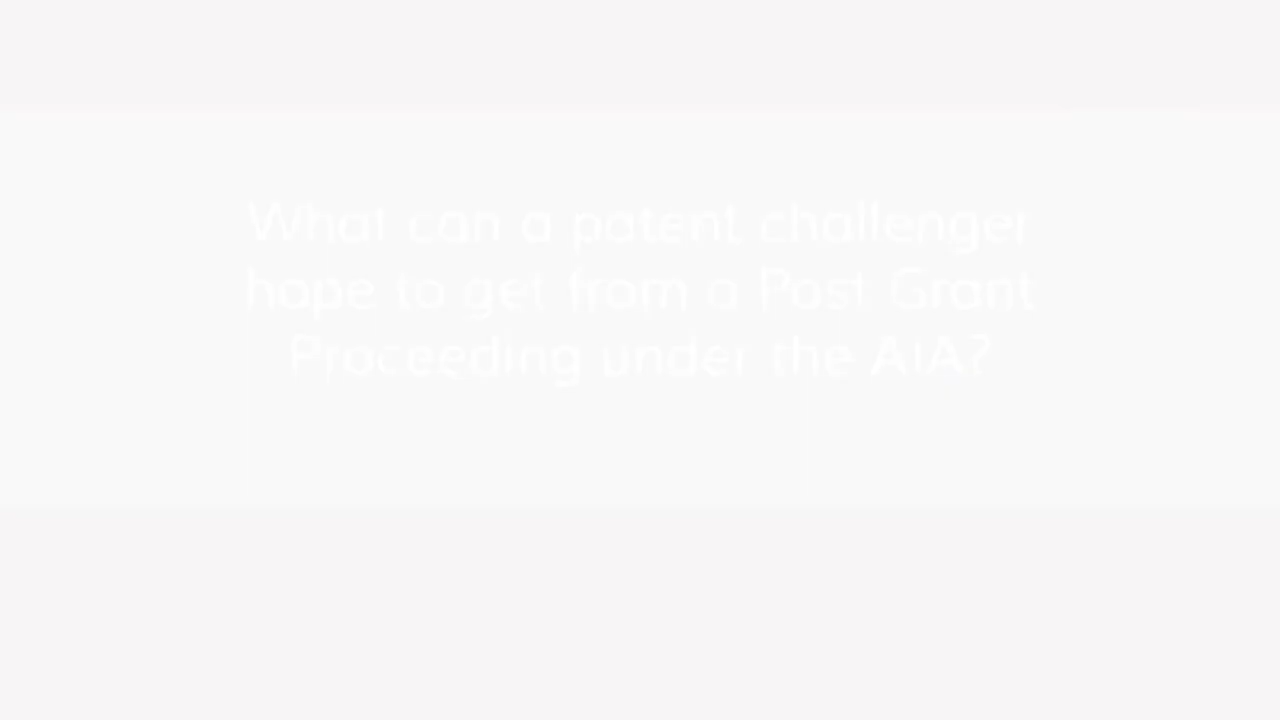 What can a patent challenger
hope to get from a Post Grant
Proceeding under the AIA?